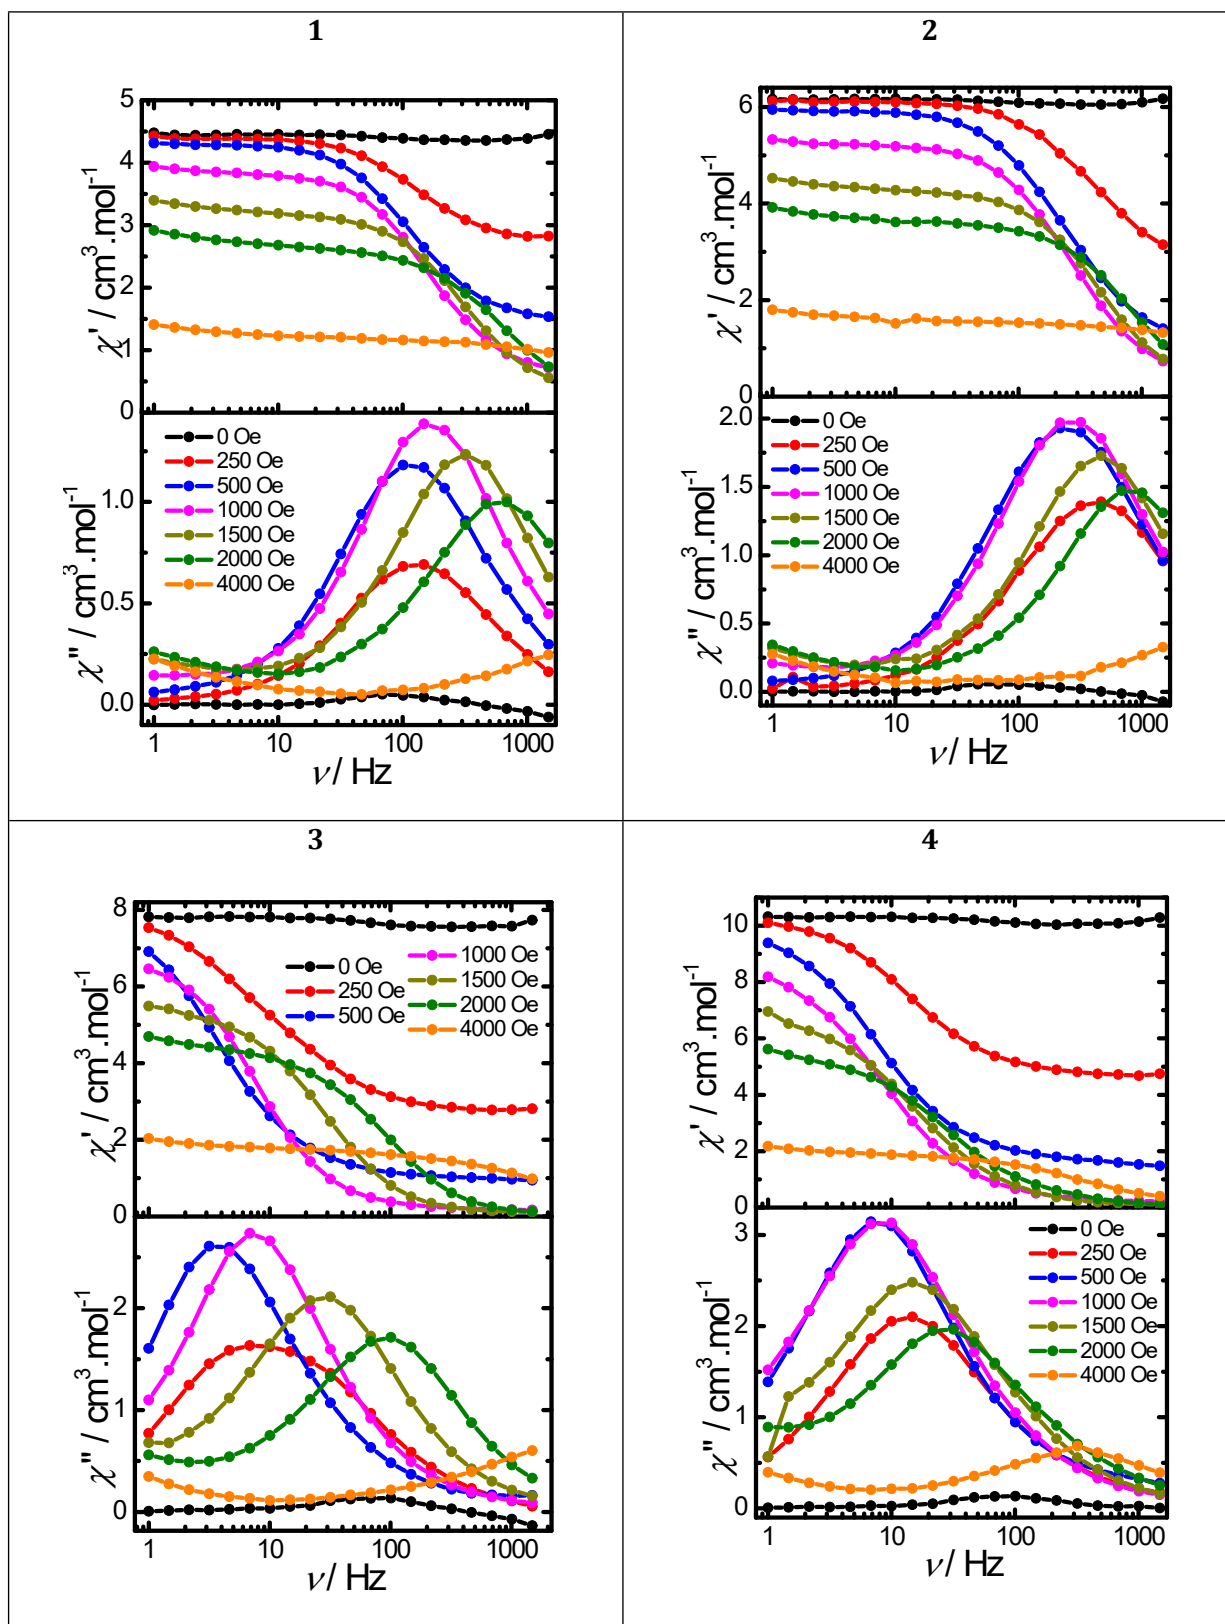 1
2
5
4
3
2
1
0
χ' / cm³.mol⁻¹
0 Oe
250 Oe
500 Oe
1000 Oe
1500 Oe
2000 Oe
4000 Oe
1.0
0.5
0.0
χ" / cm³.mol⁻¹
1 10 100 1000
ν/ Hz
6
4
2
0
χ' / cm³.mol⁻¹
0 Oe
250 Oe
500 Oe
1000 Oe
1500 Oe
2000 Oe
4000 Oe
2.0
1.5
1.0
0.5
0.0
χ" / cm³.mol⁻¹
1 10 100 1000
ν/ Hz
3
4
8
6
4
2
0
χ' / cm³.mol⁻¹
0 Oe
250 Oe
500 Oe
1000 Oe
1500 Oe
2000 Oe
4000 Oe
2
1
0
χ" / cm³.mol⁻¹
1 10 100 1000
ν/ Hz
10
8
6
4
2
0
χ' / cm³.mol⁻¹
0 Oe
250 Oe
500 Oe
1000 Oe
1500 Oe
2000 Oe
4000 Oe
3
2
1
0
χ" / cm³.mol⁻¹
1 10 100 1000
ν/ Hz